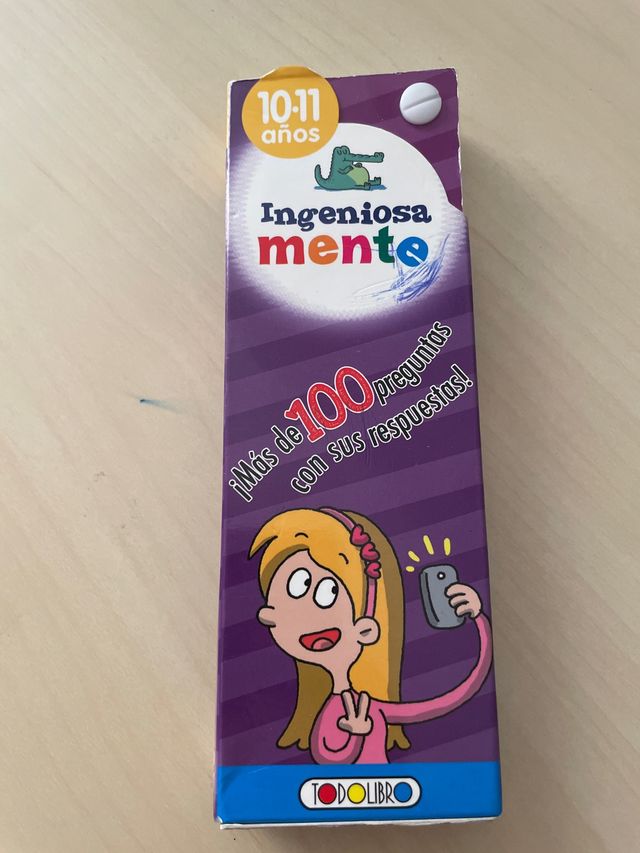 10-11
años
Ingeniosa
mente
¡Más de 100 preguntas
con sus respuestas!
TODOLIBRO